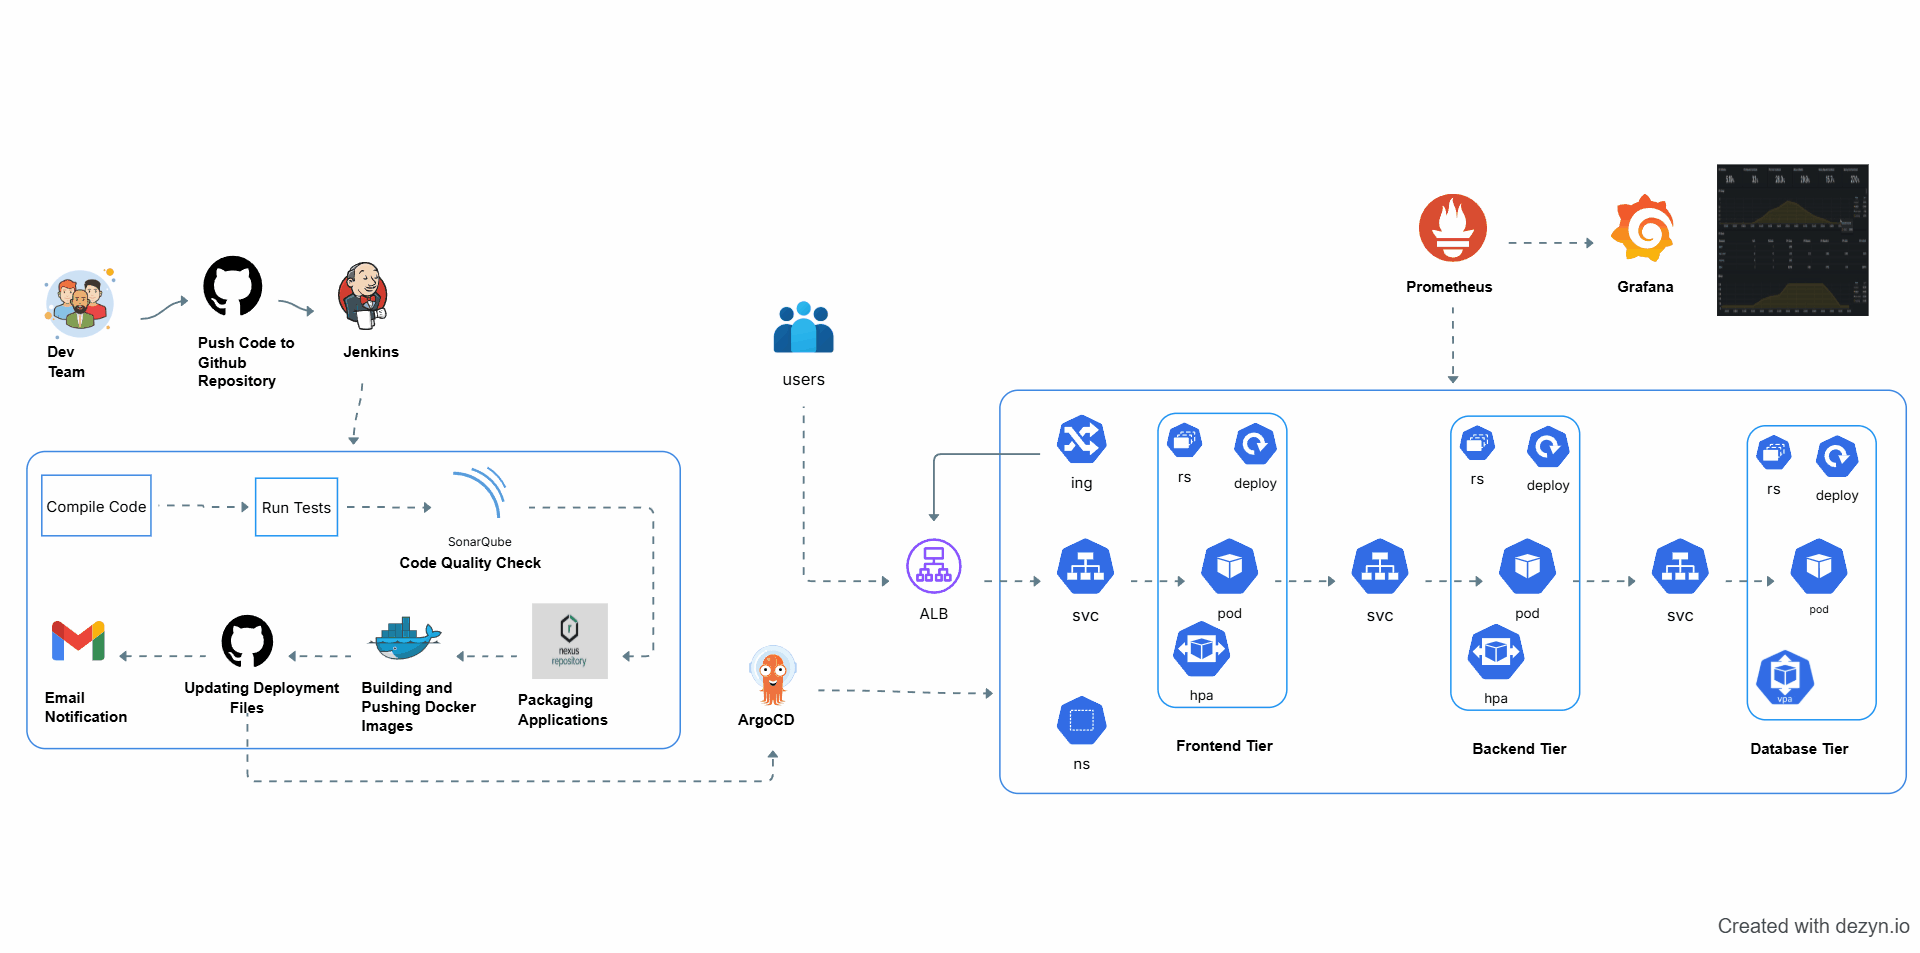 Dev
Team
Push Code to
Github
Repository
Jenkins
Compile Code
Run Tests
SonarQube
Code Quality Check
Email
Notification
Updating Deployment
Files
Building and
Pushing Docker
Images
nexus
repository
Packaging
Applications
users
ArgoCD
ALB
Prometheus
Grafana
ing
svc
ns
rs
deploy
pod
hpa
Frontend Tier
svc
rs
deploy
pod
hpa
Backend Tier
svc
rs
deploy
pod
vpa
Database Tier
Created with dezyn.io